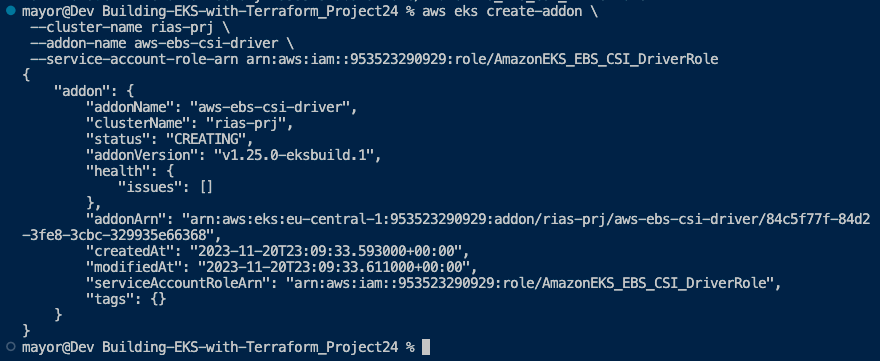 mayor@Dev Building-EKS-with-Terraform_Project24 % aws eks create-addon \
--cluster-name rias-prj \
--addon-name aws-ebs-csi-driver \
--service-account-role-arn arn:aws:iam::953523290929:role/AmazonEKS_EBS_CSI_DriverRole
{
"addon": {
"addonName": "aws-ebs-csi-driver",
"clusterName": "rias-prj",
"status": "CREATING",
"addonVersion": "v1.25.0-eksbuild.1",
"health": {
"issues": []
},
"addonArn": "arn:aws:eks:eu-central-1:953523290929:addon/rias-prj/aws-ebs-csi-driver/84c5f77f-84d2
-3fe8-3cbc-329935e66368",
"createdAt": "2023-11-20T23:09:33.593000+00:00",
"modifiedAt": "2023-11-20T23:09:33.611000+00:00",
"serviceAccountRoleArn": "arn:aws:iam::953523290929:role/AmazonEKS_EBS_CSI_DriverRole",
"tags": {}
}
}
mayor@Dev Building-EKS-with-Terraform_Project24 %